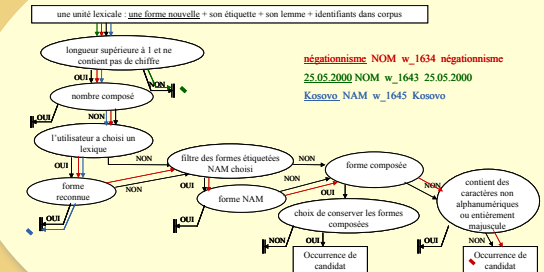 une unité lexicale : une forme nouvelle + son étiquette + son lemme + identifiants dans corpus
longueur supérieure à 1 et ne
contient pas de chiffre
négationnisme NOM w_1634 négationnisme
25.05.2000 NOM w_1643 25.05.2000
Kosovo NAM w_1645 Kosovo
OUI
NON
nombre composé
OUI
NON
l'utilisateur a choisi un
lexique
OUI
NON
filtre des formes étiquetées
NAM choisi
NON
forme composée
forme
reconnue
NON
OUI
forme NAM
OUI
NON
OUI
NON
contient des
caractères non
alphanumériques
ou entièrement
majuscule
choix de conserver les formes
composées
OUI
NON
OUI
OUI
NON
Occurrence de
candidat
Occurrence de
candidat